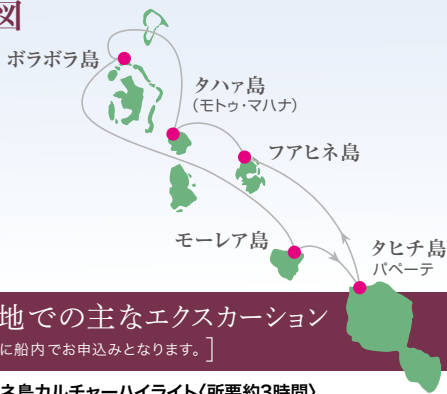 図
ボラボラ島
タハァ島
（モトゥ・マハナ）
フアヒネ島
モーレア島
タヒチ島
パペーテ
地での主なエクスカーション
に船内でお申込みとなります。］
ネ島カルチャーハイライト〈所要約3時間〉